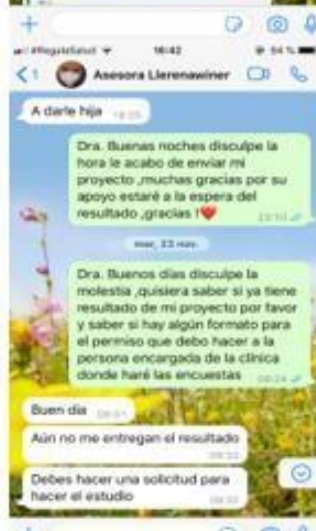 16:42
94 %
1
Asesora Llerenawiner
A darle hija
Dra. Buenas noches disculpe la
hora le acabo de enviar mi
proyecto ,muchas gracias por su
apoyo estaré a la espera del
resultado ,gracias !❤️
mar, 23 nov.
Dra. Buenos días disculpe la
molestia ,quisiera saber si ya tiene
resultado de mi proyecto por favor
y saber si hay algún formato para
el permiso que debo hacer a la
persona encargada de la clínica
donde haré las encuestas
Buen día
Aún no me entregan el resultado
Debes hacer una solicitud para
hacer el estudio